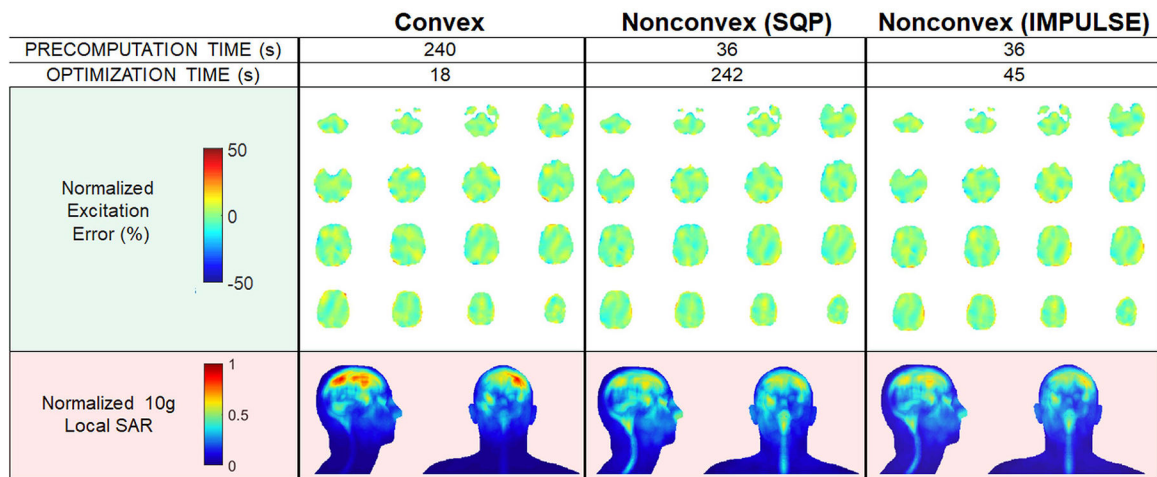 Convex Nonconvex (SQP) Nonconvex (IMPULSE)
PRECOMPUTATION TIME (s) 240 36 36
OPTIMIZATION TIME (s) 18 242 45
Normalized
Excitation
Error (%)
50
0
-50
Normalized 10g
Local SAR
1
0.5
0